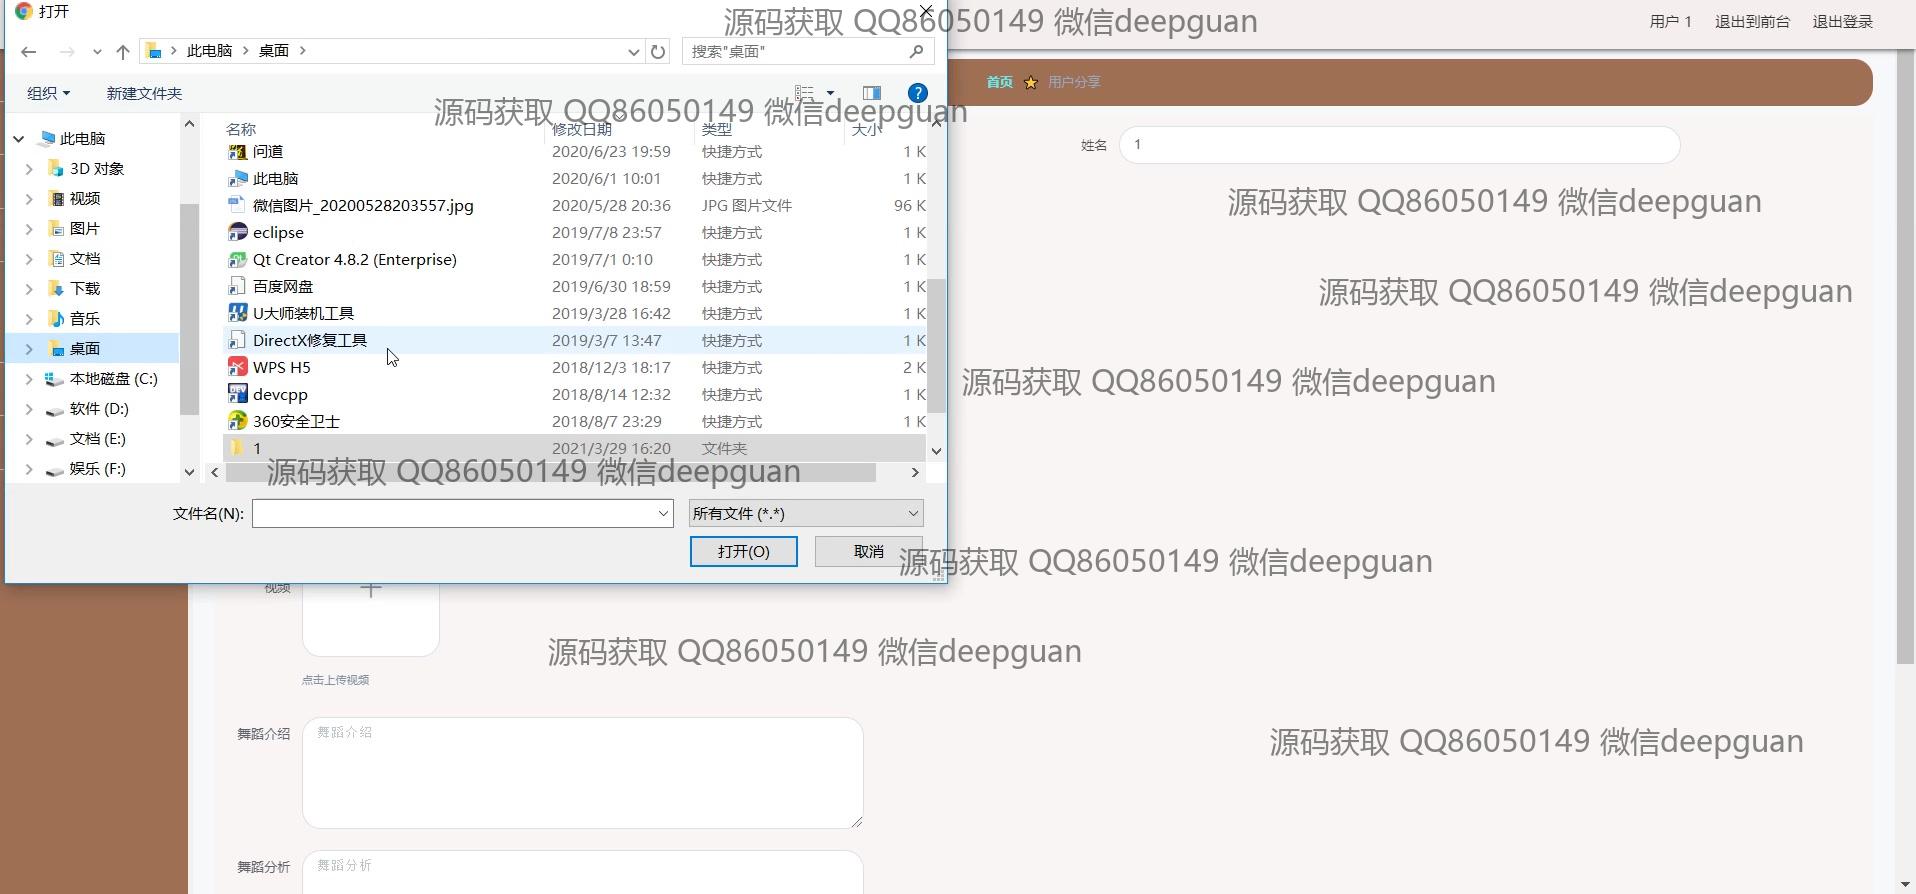 打开
源码获取 QQ86050149 微信deepguan
用户 1 退出到前台 退出登录
此电脑 桌面
搜索"桌面"
首页 用户分享
组织 新建文件夹
源码获取 QQ86050149 微信deepguan
名称 修改日期 类型 大小
此电脑
3D 对象
视频
图片
文档
下载
音乐
桌面
本地磁盘 (C:)
软件 (D:)
文档 (E:)
娱乐 (F:)
问道 2020/6/23 19:59 快捷方式 1 K
此电脑 2020/6/1 10:01 快捷方式 1 K
微信图片_20200528203557.jpg 2020/5/28 20:36 JPG 图片文件 96 K
eclipse 2019/7/8 23:57 快捷方式 1 K
Qt Creator 4.8.2 (Enterprise) 2019/7/1 0:10 快捷方式 1 K
百度网盘 2019/6/30 18:59 快捷方式 1 K
U大师装机工具 2019/3/28 16:42 快捷方式 1 K
DirectX修复工具 2019/3/7 13:47 快捷方式 1 K
WPS H5 2018/12/3 18:17 快捷方式 2 K
devcpp 2018/8/14 12:32 快捷方式 1 K
360安全卫士 2018/8/7 23:29 快捷方式 1 K
1 2021/3/29 16:20 文件夹
姓名 1
源码获取 QQ86050149 微信deepguan
源码获取 QQ86050149 微信deepguan
源码获取 QQ86050149 微信deepguan
源码获取 QQ86050149 微信deepguan
文件名(N): 所有文件 (*.*)
打开(O) 取消
源码获取 QQ86050149 微信deepguan
视频
源码获取 QQ86050149 微信deepguan
点击上传视频
舞蹈介绍 舞蹈介绍
源码获取 QQ86050149 微信deepguan
舞蹈分析 舞蹈分析